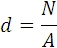 d = N/A